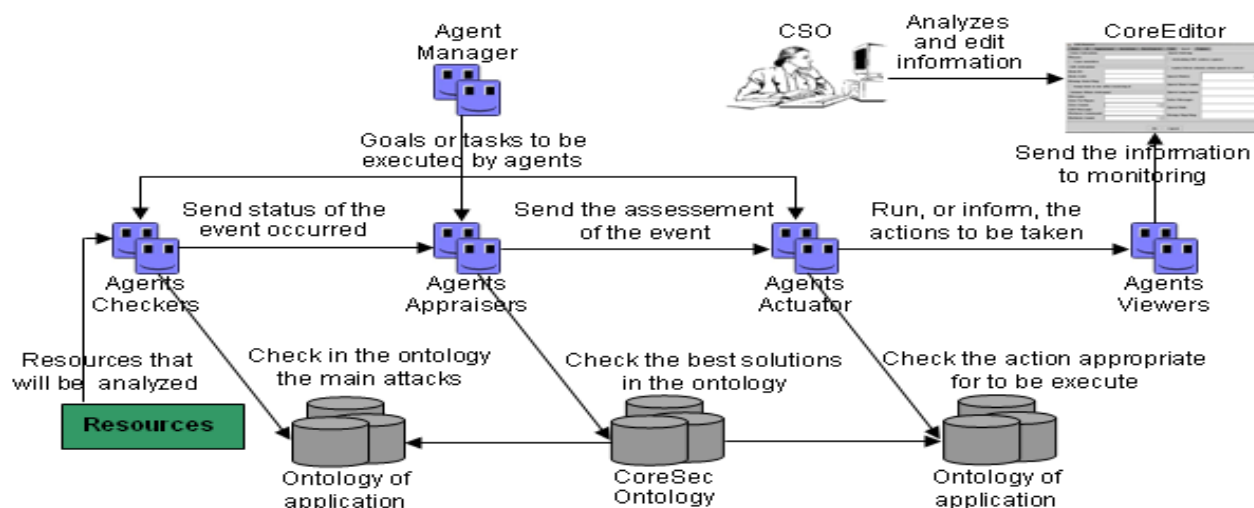 Agent
Manager
CSO
Analyzes
and edit
information
CoreEditor
Goals or tasks to be
executed by agents
Send the information
to monitoring
Send status of the
event occurred
Send the assessement
of the event
Run, or inform, the
actions to be taken
Agents
Checkers
Agents
Appraisers
Agents
Actuator
Agents
Viewers
Resources that
will be analyzed
Check in the ontology
the main attacks
Check the best solutions
in the ontology
Check the action appropriate
for to be execute
Resources
Ontology of
application
CoreSec
Ontology
Ontology of
application